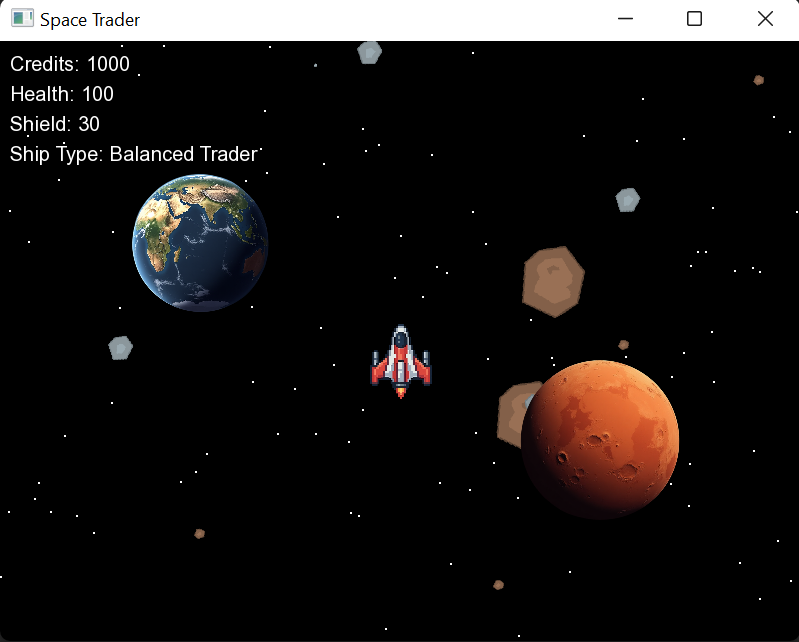 Space Trader
Credits: 1000
Health: 100
Shield: 30
Ship Type: Balanced Trader